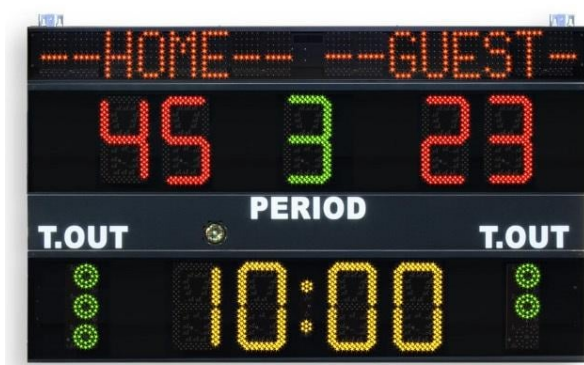 --HOME-- --GUEST-
45 3 23
PERIOD
T.OUT T.OUT
10:00